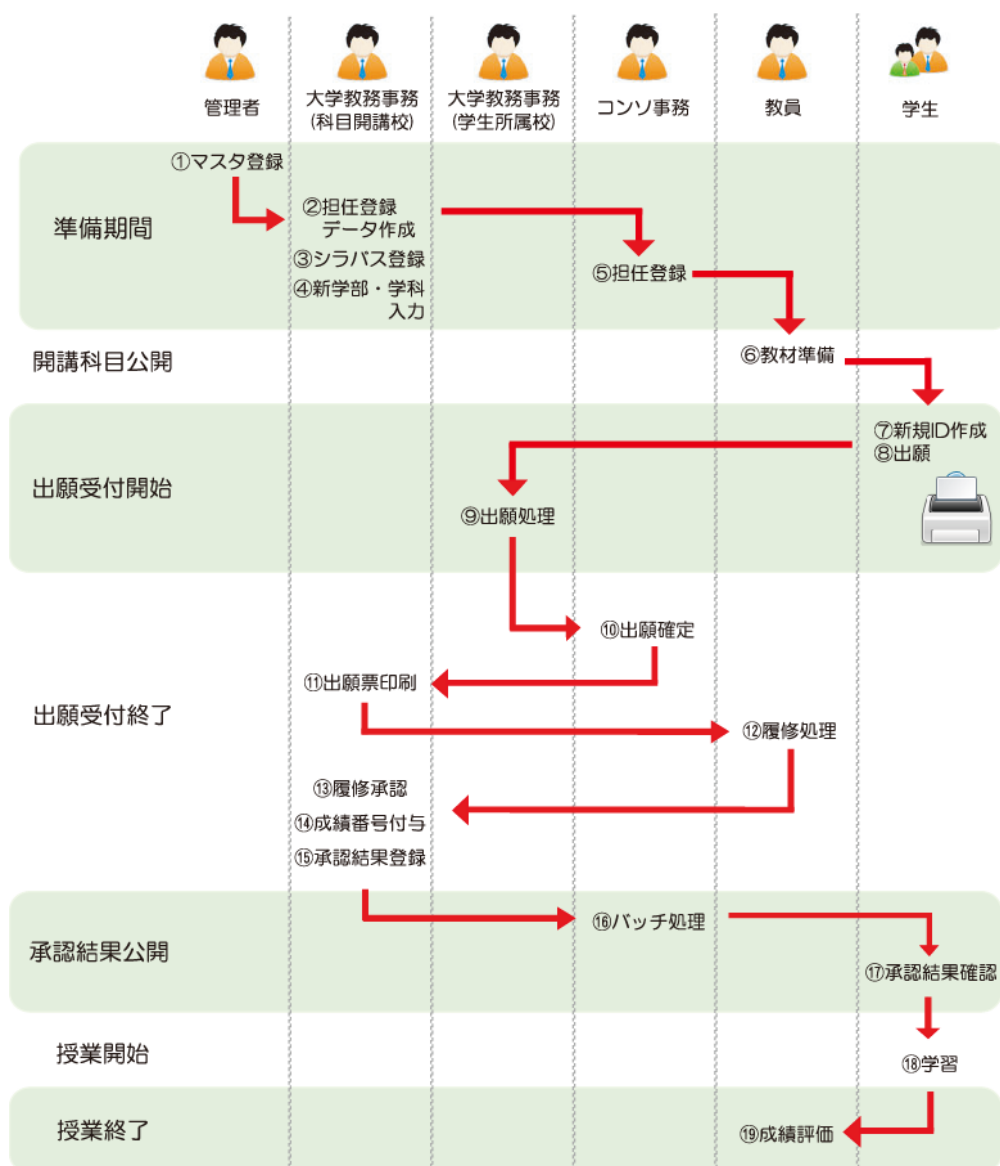 管理者
大学教務事務
(科目開講校)
大学教務事務
(学生所属校)
コンソ事務
教員
学生
準備期間
①マスタ登録
②担任登録
データ作成
③シラバス登録
④新学部・学科
入力
⑤担任登録
開講科目公開
⑥教材準備
出願受付開始
⑦新規ID作成
⑧出願
⑨出願処理
出願受付終了
⑩出願確定
⑪出願票印刷
⑫履修処理
⑬履修承認
⑭成績番号付与
⑮承認結果登録
承認結果公開
⑯バッチ処理
⑰承認結果確認
授業開始
⑱学習
授業終了
⑲成績評価